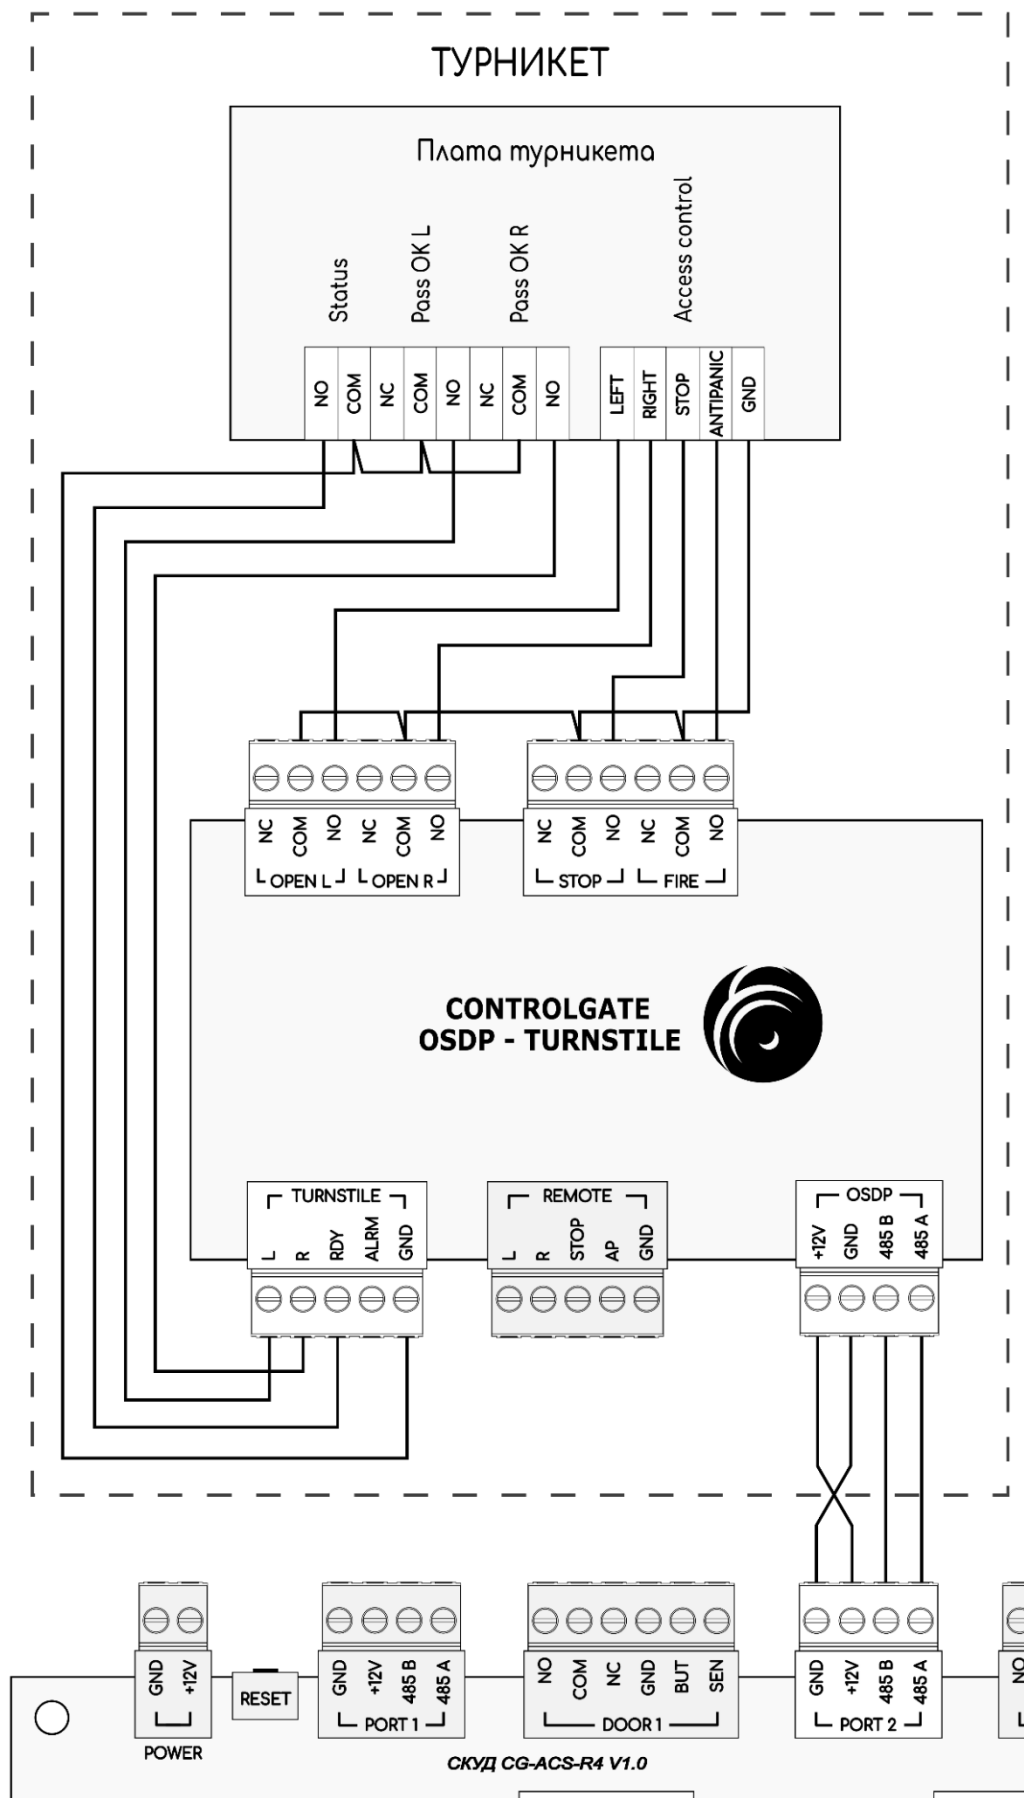 ТУРНИКЕТ
Плата турникета
Status
Pass OK L
Pass OK R
Access control
NO COM NC COM NO NC COM NO
LEFT RIGHT STOP ANTIPANIC GND
NC COM NO NC COM NO
OPEN L OPEN R
NC COM NO NC COM NO
STOP FIRE
CONTROLGATE
OSDP - TURNSTILE
TURNSTILE
L R RDY ALRM GND
REMOTE
L R STOP AP GND
OSDP
+12V GND 485 B 485 A
GND +12V
POWER
RESET
GND +12V 485 B 485 A
PORT 1
NO COM NC GND BUT SEN
DOOR 1
GND +12V 485 B 485 A
PORT 2
NO
СКУД CG-ACS-R4 V1.0